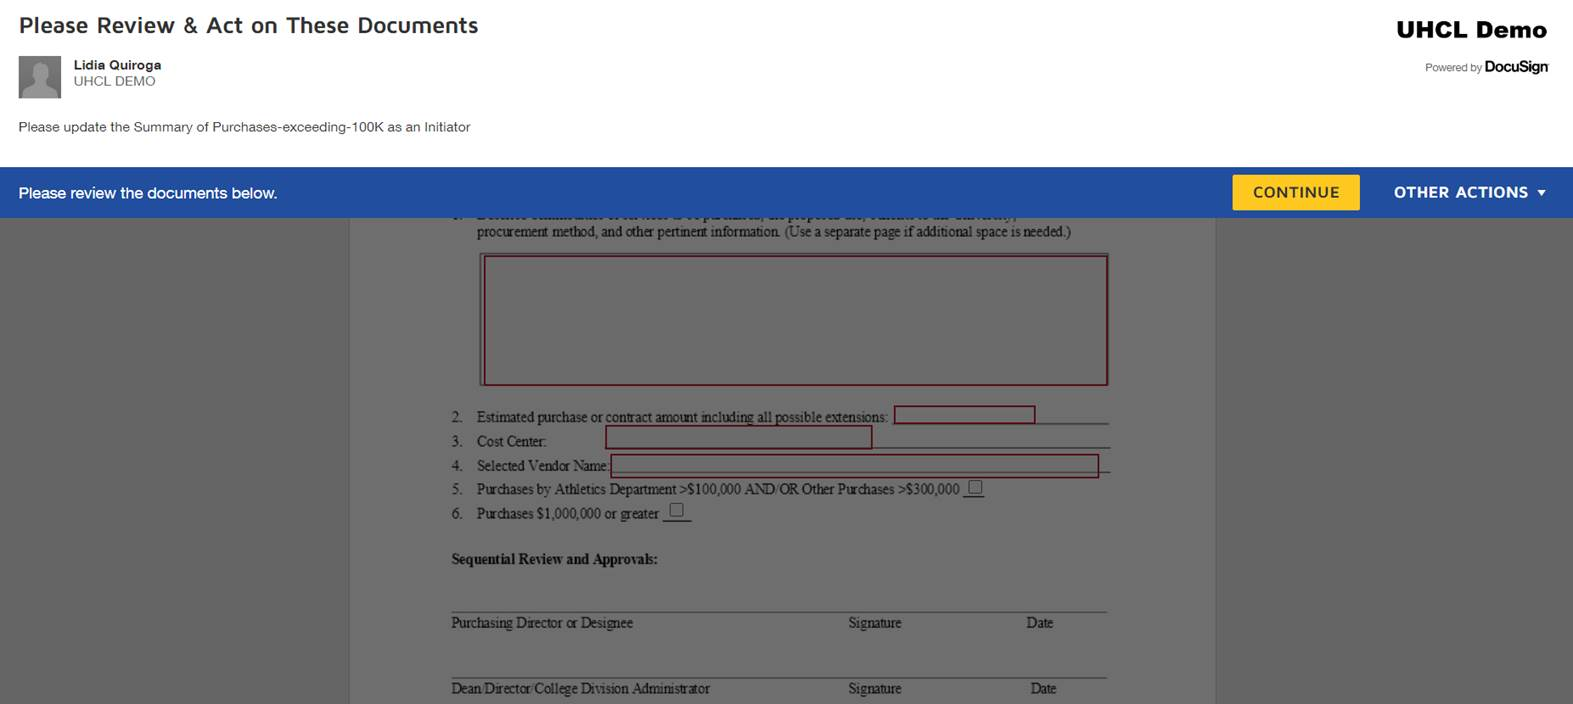 Please Review & Act on These Documents
UHCL Demo
Lidia Quiroga
UHCL DEMO
Powered by DocuSign
Please update the Summary of Purchases-exceeding-100K as an Initiator
Please review the documents below.
CONTINUE
OTHER ACTIONS
procurement method, and other pertinent information. (Use a separate page if additional space is needed.)
2. Estimated purchase or contract amount including all possible extensions:
3. Cost Center:
4. Selected Vendor Name:
5. Purchases by Athletics Department >$100,000 AND/OR Other Purchases >$300,000
6. Purchases $1,000,000 or greater
Sequential Review and Approvals:
Purchasing Director or Designee Signature Date
Dean/Director/College Division Administrator Signature Date